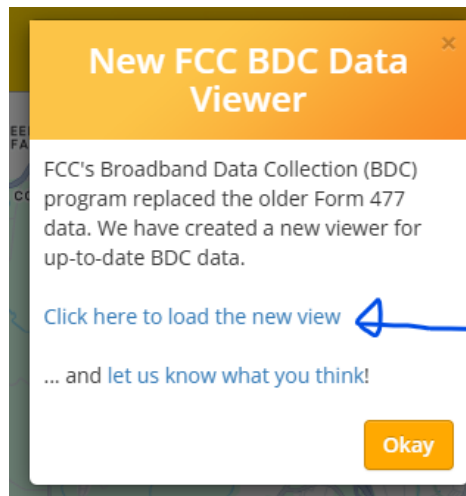 New FCC BDC Data
Viewer
×
FCC's Broadband Data Collection (BDC)
program replaced the older Form 477
data. We have created a new viewer for
up-to-date BDC data.
Click here to load the new view
... and let us know what you think!
Okay